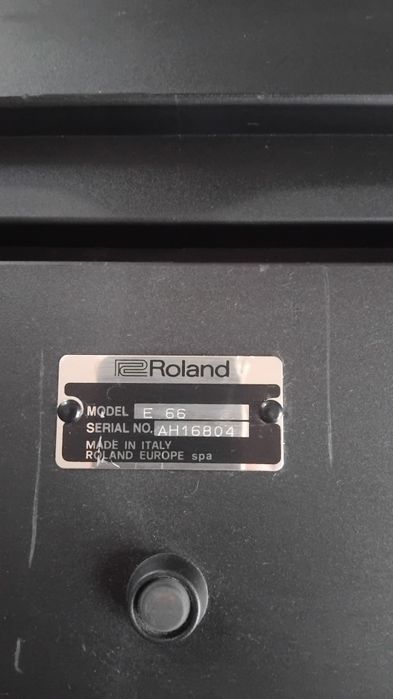 Roland
MODEL E 66
SERIAL NO. AH16804
MADE IN ITALY
ROLAND EUROPE spa